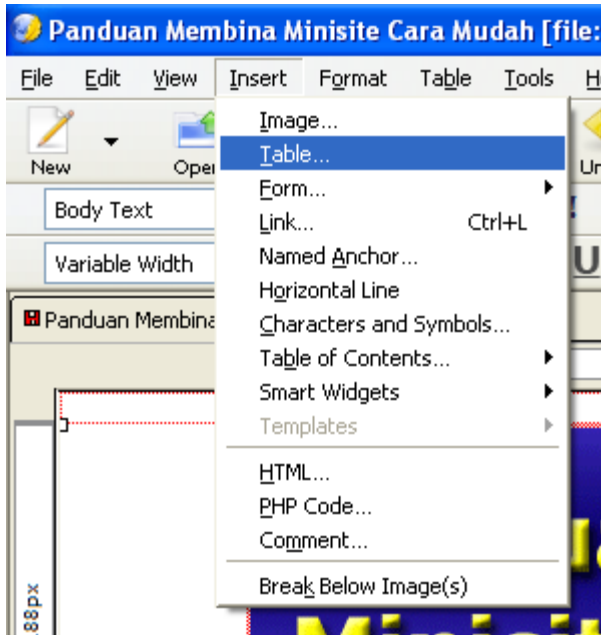 Panduan Membina Minisite Cara Mudah [file:
File Edit View Insert Format Table Tools
New
Image...
Table...
Form...
Link... Ctrl+L
Named Anchor...
Horizontal Line
Characters and Symbols...
Table of Contents...
Smart Widgets
Templates
HTML...
PHP Code...
Comment...
Break Below Image(s)
Body Text
Variable Width
U
Panduan Membina
88px